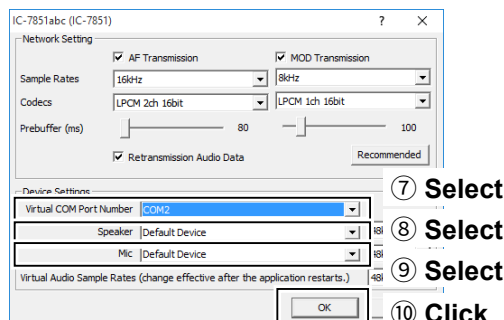 IC-7851abc (IC-7851) ? ×
Network Setting
AF Transmission MOD Transmission
Sample Rates 16kHz 8kHz
Codecs LPCM 2ch 16bit LPCM 1ch 16bit
Prebuffer (ms) 80 100
Retransmission Audio Data Recommended
Device Settings
Virtual COM Port Number COM2 ⑦ Select
Speaker Default Device ⑧ Select
Mic Default Device ⑨ Select
Virtual Audio Sample Rates (change effective after the application restarts.)
OK ⑩ Click